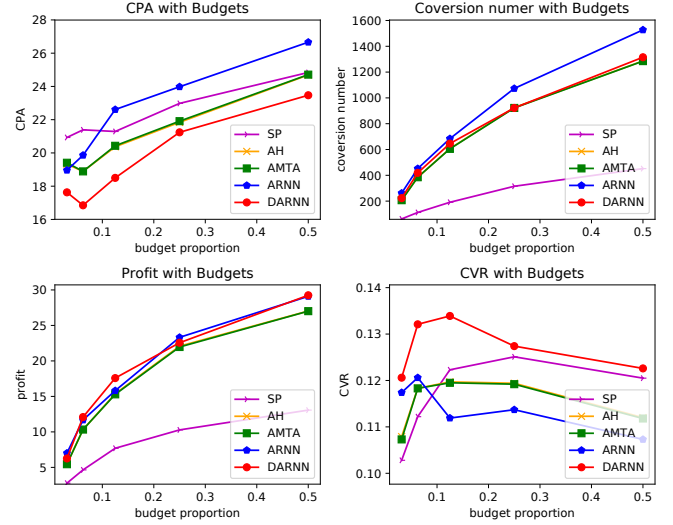 CPA with Budgets
28
26
24
22
20
18
16
CPA
0.1
0.2
0.3
0.4
0.5
budget proportion
SP
AH
AMTA
ARNN
DARNN
Coversion numer with Budgets
1600
1400
1200
1000
800
600
400
200
coversion number
0.1
0.2
0.3
0.4
0.5
budget proportion
SP
AH
AMTA
ARNN
DARNN
Profit with Budgets
30
25
20
15
10
5
profit
0.1
0.2
0.3
0.4
0.5
budget proportion
SP
AH
AMTA
ARNN
DARNN
CVR with Budgets
0.14
0.13
0.12
0.11
0.10
CVR
0.1
0.2
0.3
0.4
0.5
budget proportion
SP
AH
AMTA
ARNN
DARNN